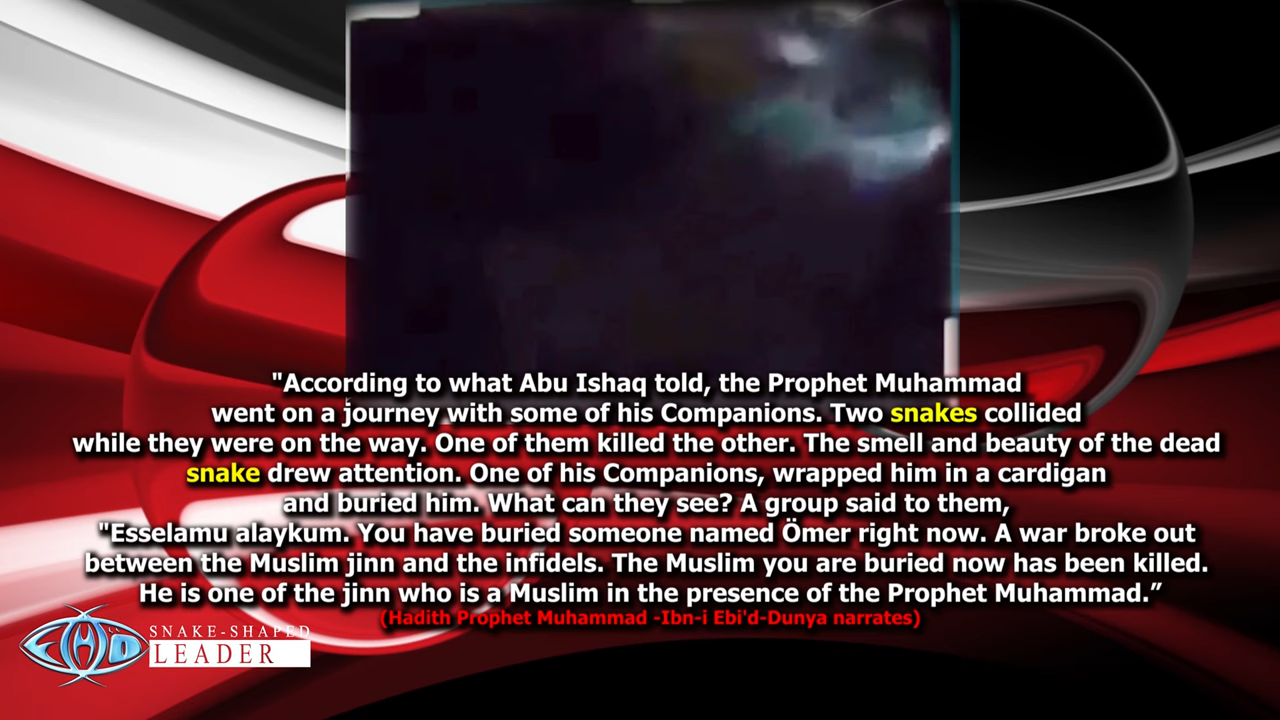 "According to what Abu Ishaq told, the Prophet Muhammad
went on a journey with some of his Companions. Two snakes collided
while they were on the way. One of them killed the other. The smell and beauty of the dead
snake drew attention. One of his Companions, wrapped him in a cardigan
and buried him. What can they see? A group said to them,
"Esselamu alaykum. You have buried someone named Ömer right now. A war broke out
between the Muslim jinn and the infidels. The Muslim you are buried now has been killed.
He is one of the jinn who is a Muslim in the presence of the Prophet Muhammad.”
(Hadith Prophet Muhammad -Ibn-i Ebi'd-Dunya narrates)
SNAKE-SHAPED
LEADER